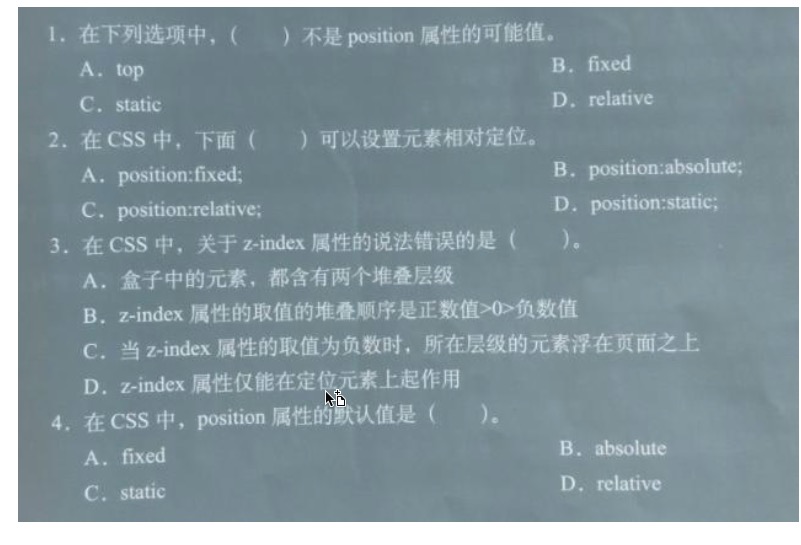 1. 在下列选项中，(　　) 不是 position 属性的可能值。
A. top　　B. fixed
C. static　　D. relative
2. 在 CSS 中，下面 (　　) 可以设置元素相对定位。
A. position:fixed;　　B. position:absolute;
C. position:relative;　　D. position:static;
3. 在 CSS 中，关于 z-index 属性的说法错误的是 (　　)。
A. 盒子中的元素，都含有两个堆叠层级
B. z-index 属性的取值的堆叠顺序是正数值>0>负数值
C. 当 z-index 属性的取值为负数时，所在层级的元素浮在页面之上
D. z-index 属性仅能在定位元素上起作用
4. 在 CSS 中，position 属性的默认值是 (　　)。
A. fixed　　B. absolute
C. static　　D. relative